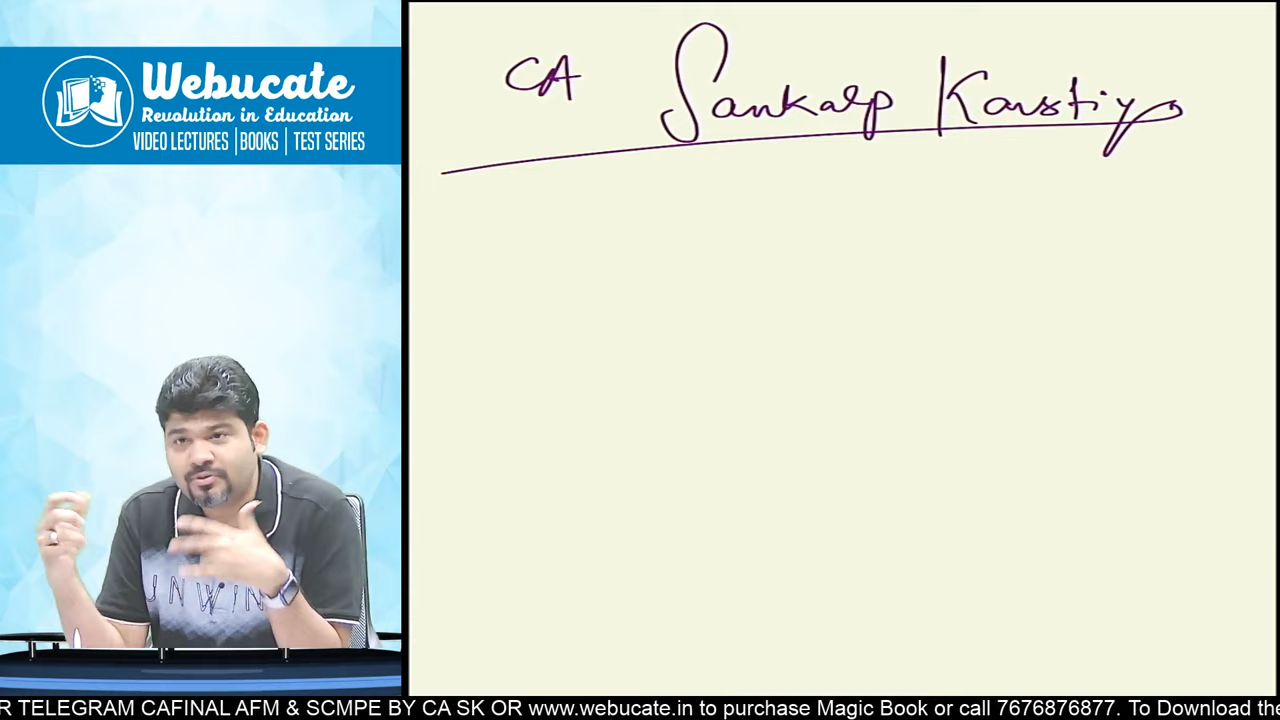 Webucate
Revolution in Education
VIDEO LECTURES | BOOKS | TEST SERIES
CA Sankalp Kanstiya
UNWIN
R TELEGRAM CAFINAL AFM & SCMPE BY CA SK OR www.webucate.in to purchase Magic Book or call 7676876877. To Download the